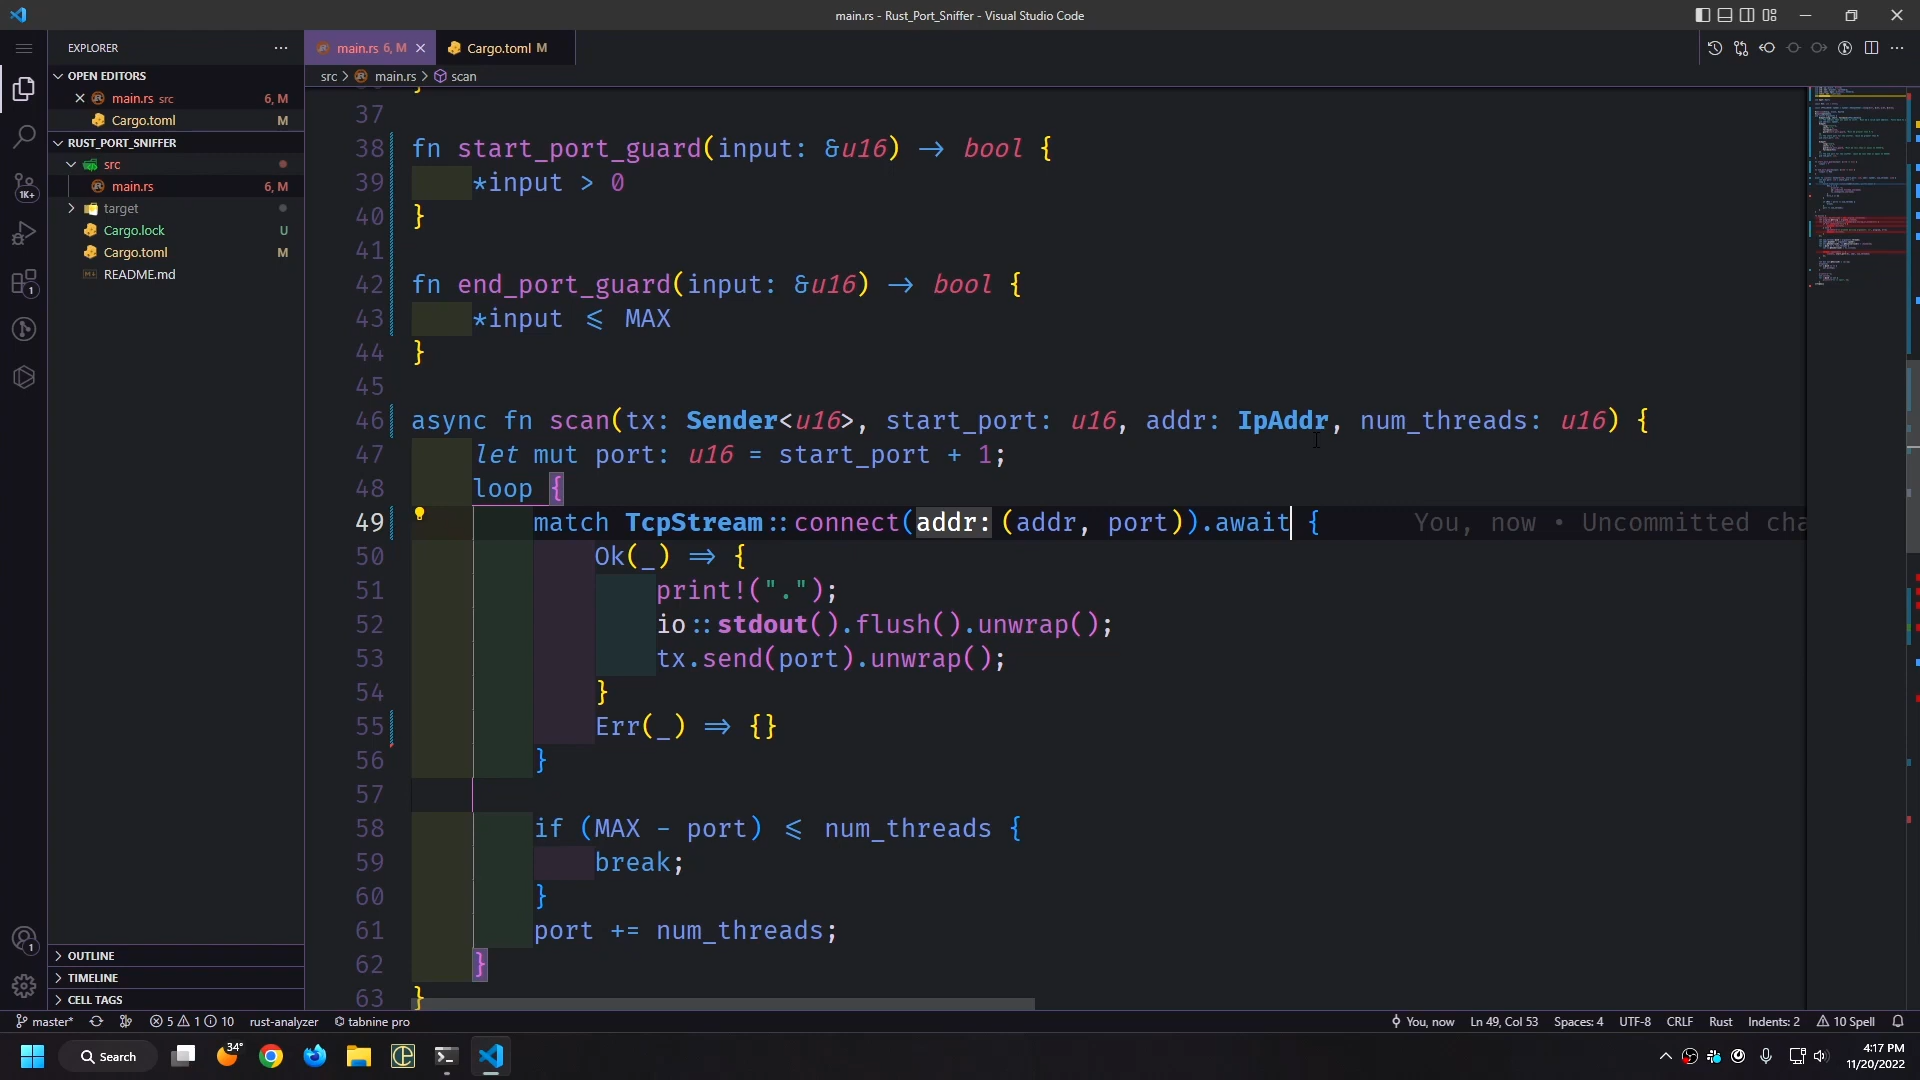 main.rs - Rust_Port_Sniffer - Visual Studio Code
EXPLORER
main.rs 6, M
Cargo.toml M
OPEN EDITORS
src > main.rs > scan
main.rs src 6, M
Cargo.toml M
RUST_PORT_SNIFFER
src
main.rs 6, M
target
Cargo.lock U
Cargo.toml M
README.md
1K+
1
37
38 fn start_port_guard(input: &u16) -> bool {
39 *input > 0
40 }
41
42 fn end_port_guard(input: &u16) -> bool {
43 *input <= MAX
44 }
45
46 async fn scan(tx: Sender<u16>, start_port: u16, addr: IpAddr, num_threads: u16) {
47 let mut port: u16 = start_port + 1;
48 loop {
49 match TcpStream::connect(addr: (addr, port)).await { You, now • Uncommitted cha
50 Ok(_) => {
51 print!(".");
52 io::stdout().flush().unwrap();
53 tx.send(port).unwrap();
54 }
55 Err(_) => {}
56 }
57
58 if (MAX - port) <= num_threads {
59 break;
60 }
61 port += num_threads;
62 }
63 }
1
OUTLINE
TIMELINE
CELL TAGS
master* 5 1 10 rust-analyzer tabnine pro You, now Ln 49, Col 53 Spaces: 4 UTF-8 CRLF Rust Indents: 2 10 Spell
Search
34°
4:17 PM
11/20/2022